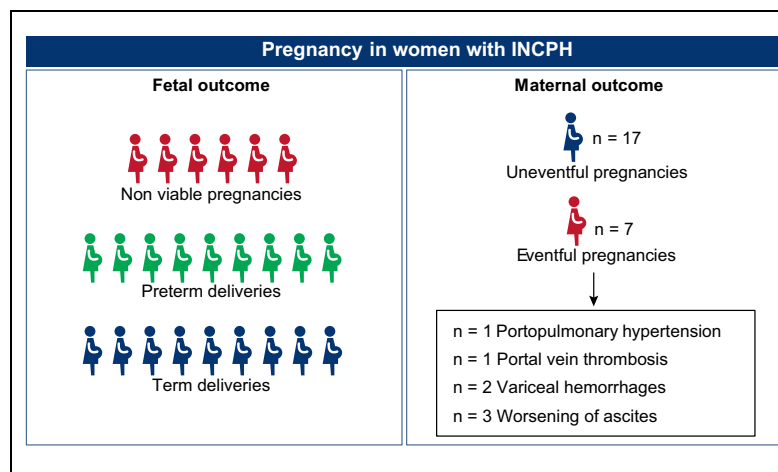 Pregnancy in women with INCPH
Fetal outcome
Non viable pregnancies
Preterm deliveries
Term deliveries
Maternal outcome
n = 17
Uneventful pregnancies
n = 7
Eventful pregnancies
n = 1 Portopulmonary hypertension
n = 1 Portal vein thrombosis
n = 2 Variceal hemorrhages
n = 3 Worsening of ascites